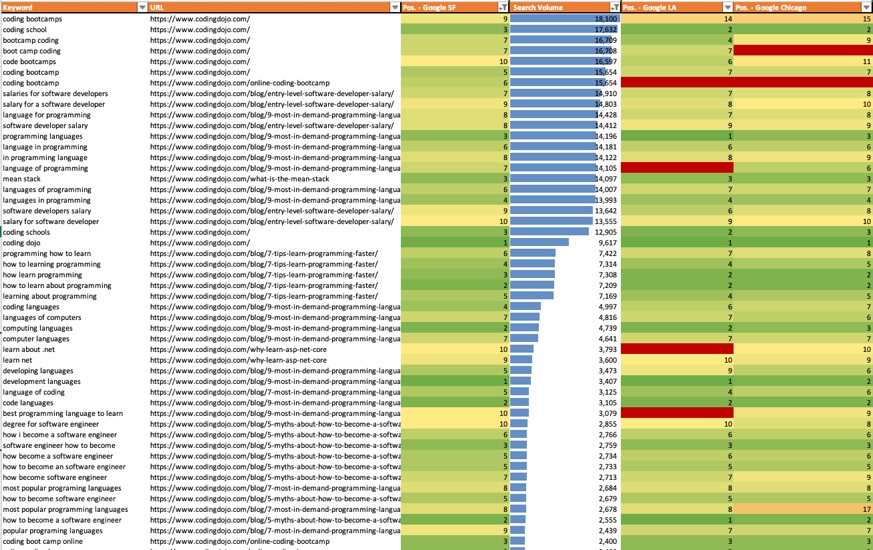 Keyword URL Pos. - Google SF Search Volume Pos. - Google LA Pos. - Google Chicago
coding bootcamps https://www.codingdojo.com/ 9 18,100 14 15
coding school https://www.codingdojo.com/ 3 17,632 2 2
bootcamp coding https://www.codingdojo.com/ 7 16,709 4 9
boot camp coding https://www.codingdojo.com/ 7 16,708 7
code bootcamps https://www.codingdojo.com/ 10 16,597 6 11
coding bootcamp https://www.codingdojo.com/ 5 15,654 7 7
coding bootcamp https://www.codingdojo.com/online-coding-bootcamp 6 15,654
salaries for software developers https://www.codingdojo.com/blog/entry-level-software-developer-salary/ 7 14,910 7 8
salary for a software developer https://www.codingdojo.com/blog/entry-level-software-developer-salary/ 9 14,803 8 10
language for programming https://www.codingdojo.com/blog/9-most-in-demand-programming-langua 8 14,428 7 8
software developer salary https://www.codingdojo.com/blog/entry-level-software-developer-salary/ 8 14,412 9 9
programming languages https://www.codingdojo.com/blog/9-most-in-demand-programming-langua 3 14,196 1 3
language in programming https://www.codingdojo.com/blog/9-most-in-demand-programming-langua 6 14,181 6 6
in programming language https://www.codingdojo.com/blog/9-most-in-demand-programming-langua 8 14,122 8 9
language of programming https://www.codingdojo.com/blog/9-most-in-demand-programming-langua 7 14,105 6
mean stack https://www.codingdojo.com/what-is-the-mean-stack 3 14,097 3 3
languages of programming https://www.codingdojo.com/blog/9-most-in-demand-programming-langua 6 14,007 7 7
languages in programming https://www.codingdojo.com/blog/9-most-in-demand-programming-langua 4 13,993 4 4
software developers salary https://www.codingdojo.com/blog/entry-level-software-developer-salary/ 9 13,642 6 8
salary for software developer https://www.codingdojo.com/blog/entry-level-software-developer-salary/ 10 13,555 9 10
coding schools https://www.codingdojo.com/ 3 12,905 2 3
coding dojo https://www.codingdojo.com/ 1 9,617 1 1
programming how to learn https://www.codingdojo.com/blog/7-tips-learn-programming-faster/ 6 7,422 7 8
how to learning programming https://www.codingdojo.com/blog/7-tips-learn-programming-faster/ 4 7,314 4 5
how learn programming https://www.codingdojo.com/blog/7-tips-learn-programming-faster/ 3 7,308 2 2
how to learn about programming https://www.codingdojo.com/blog/7-tips-learn-programming-faster/ 2 7,209 2 2
learning about programming https://www.codingdojo.com/blog/7-tips-learn-programming-faster/ 5 7,169 4 5
coding languages https://www.codingdojo.com/blog/9-most-in-demand-programming-langua 4 4,997 6 7
languages of computers https://www.codingdojo.com/blog/9-most-in-demand-programming-langua 7 4,816 7 6
computing languages https://www.codingdojo.com/blog/9-most-in-demand-programming-langua 2 4,739 2 3
computer languages https://www.codingdojo.com/blog/9-most-in-demand-programming-langua 7 4,641 7 7
learn about .net https://www.codingdojo.com/why-learn-asp-net-core 10 3,793 10
learn net https://www.codingdojo.com/why-learn-asp-net-core 9 3,600 10 9
developing languages https://www.codingdojo.com/blog/9-most-in-demand-programming-langua 5 3,473 9 6
development languages https://www.codingdojo.com/blog/9-most-in-demand-programming-langua 1 3,407 1 2
language of coding https://www.codingdojo.com/blog/7-most-in-demand-programming-langua 5 3,125 4 6
code languages https://www.codingdojo.com/blog/9-most-in-demand-programming-langua 2 3,105 2 2
best programming language to learn https://www.codingdojo.com/blog/9-most-in-demand-programming-langua 10 3,079 9
degree for software engineer https://www.codingdojo.com/blog/5-myths-about-how-to-become-a-softwa 10 2,855 10 8
how i become a software engineer https://www.codingdojo.com/blog/5-myths-about-how-to-become-a-softwa 6 2,766 6 6
software engineer how to become https://www.codingdojo.com/blog/5-myths-about-how-to-become-a-softwa 3 2,759 3 3
how become a software engineer https://www.codingdojo.com/blog/5-myths-about-how-to-become-a-softwa 5 2,734 6 6
how to become an software engineer https://www.codingdojo.com/blog/5-myths-about-how-to-become-a-softwa 5 2,733 5 5
how become software engineer https://www.codingdojo.com/blog/5-myths-about-how-to-become-a-softwa 7 2,713 7 9
most popular programing languages https://www.codingdojo.com/blog/7-most-in-demand-programming-langua 8 2,684 8 8
how to become software engineer https://www.codingdojo.com/blog/5-myths-about-how-to-become-a-softwa 5 2,679 5 5
most popular programming languages https://www.codingdojo.com/blog/7-most-in-demand-programming-langua 8 2,678 8 17
how to become a software engineer https://www.codingdojo.com/blog/5-myths-about-how-to-become-a-softwa 2 2,555 1 2
popular programing languages https://www.codingdojo.com/blog/7-most-in-demand-programming-langua 9 2,439 7 7
coding boot camp online https://www.codingdojo.com/online-coding-bootcamp 3 2,400 3 3